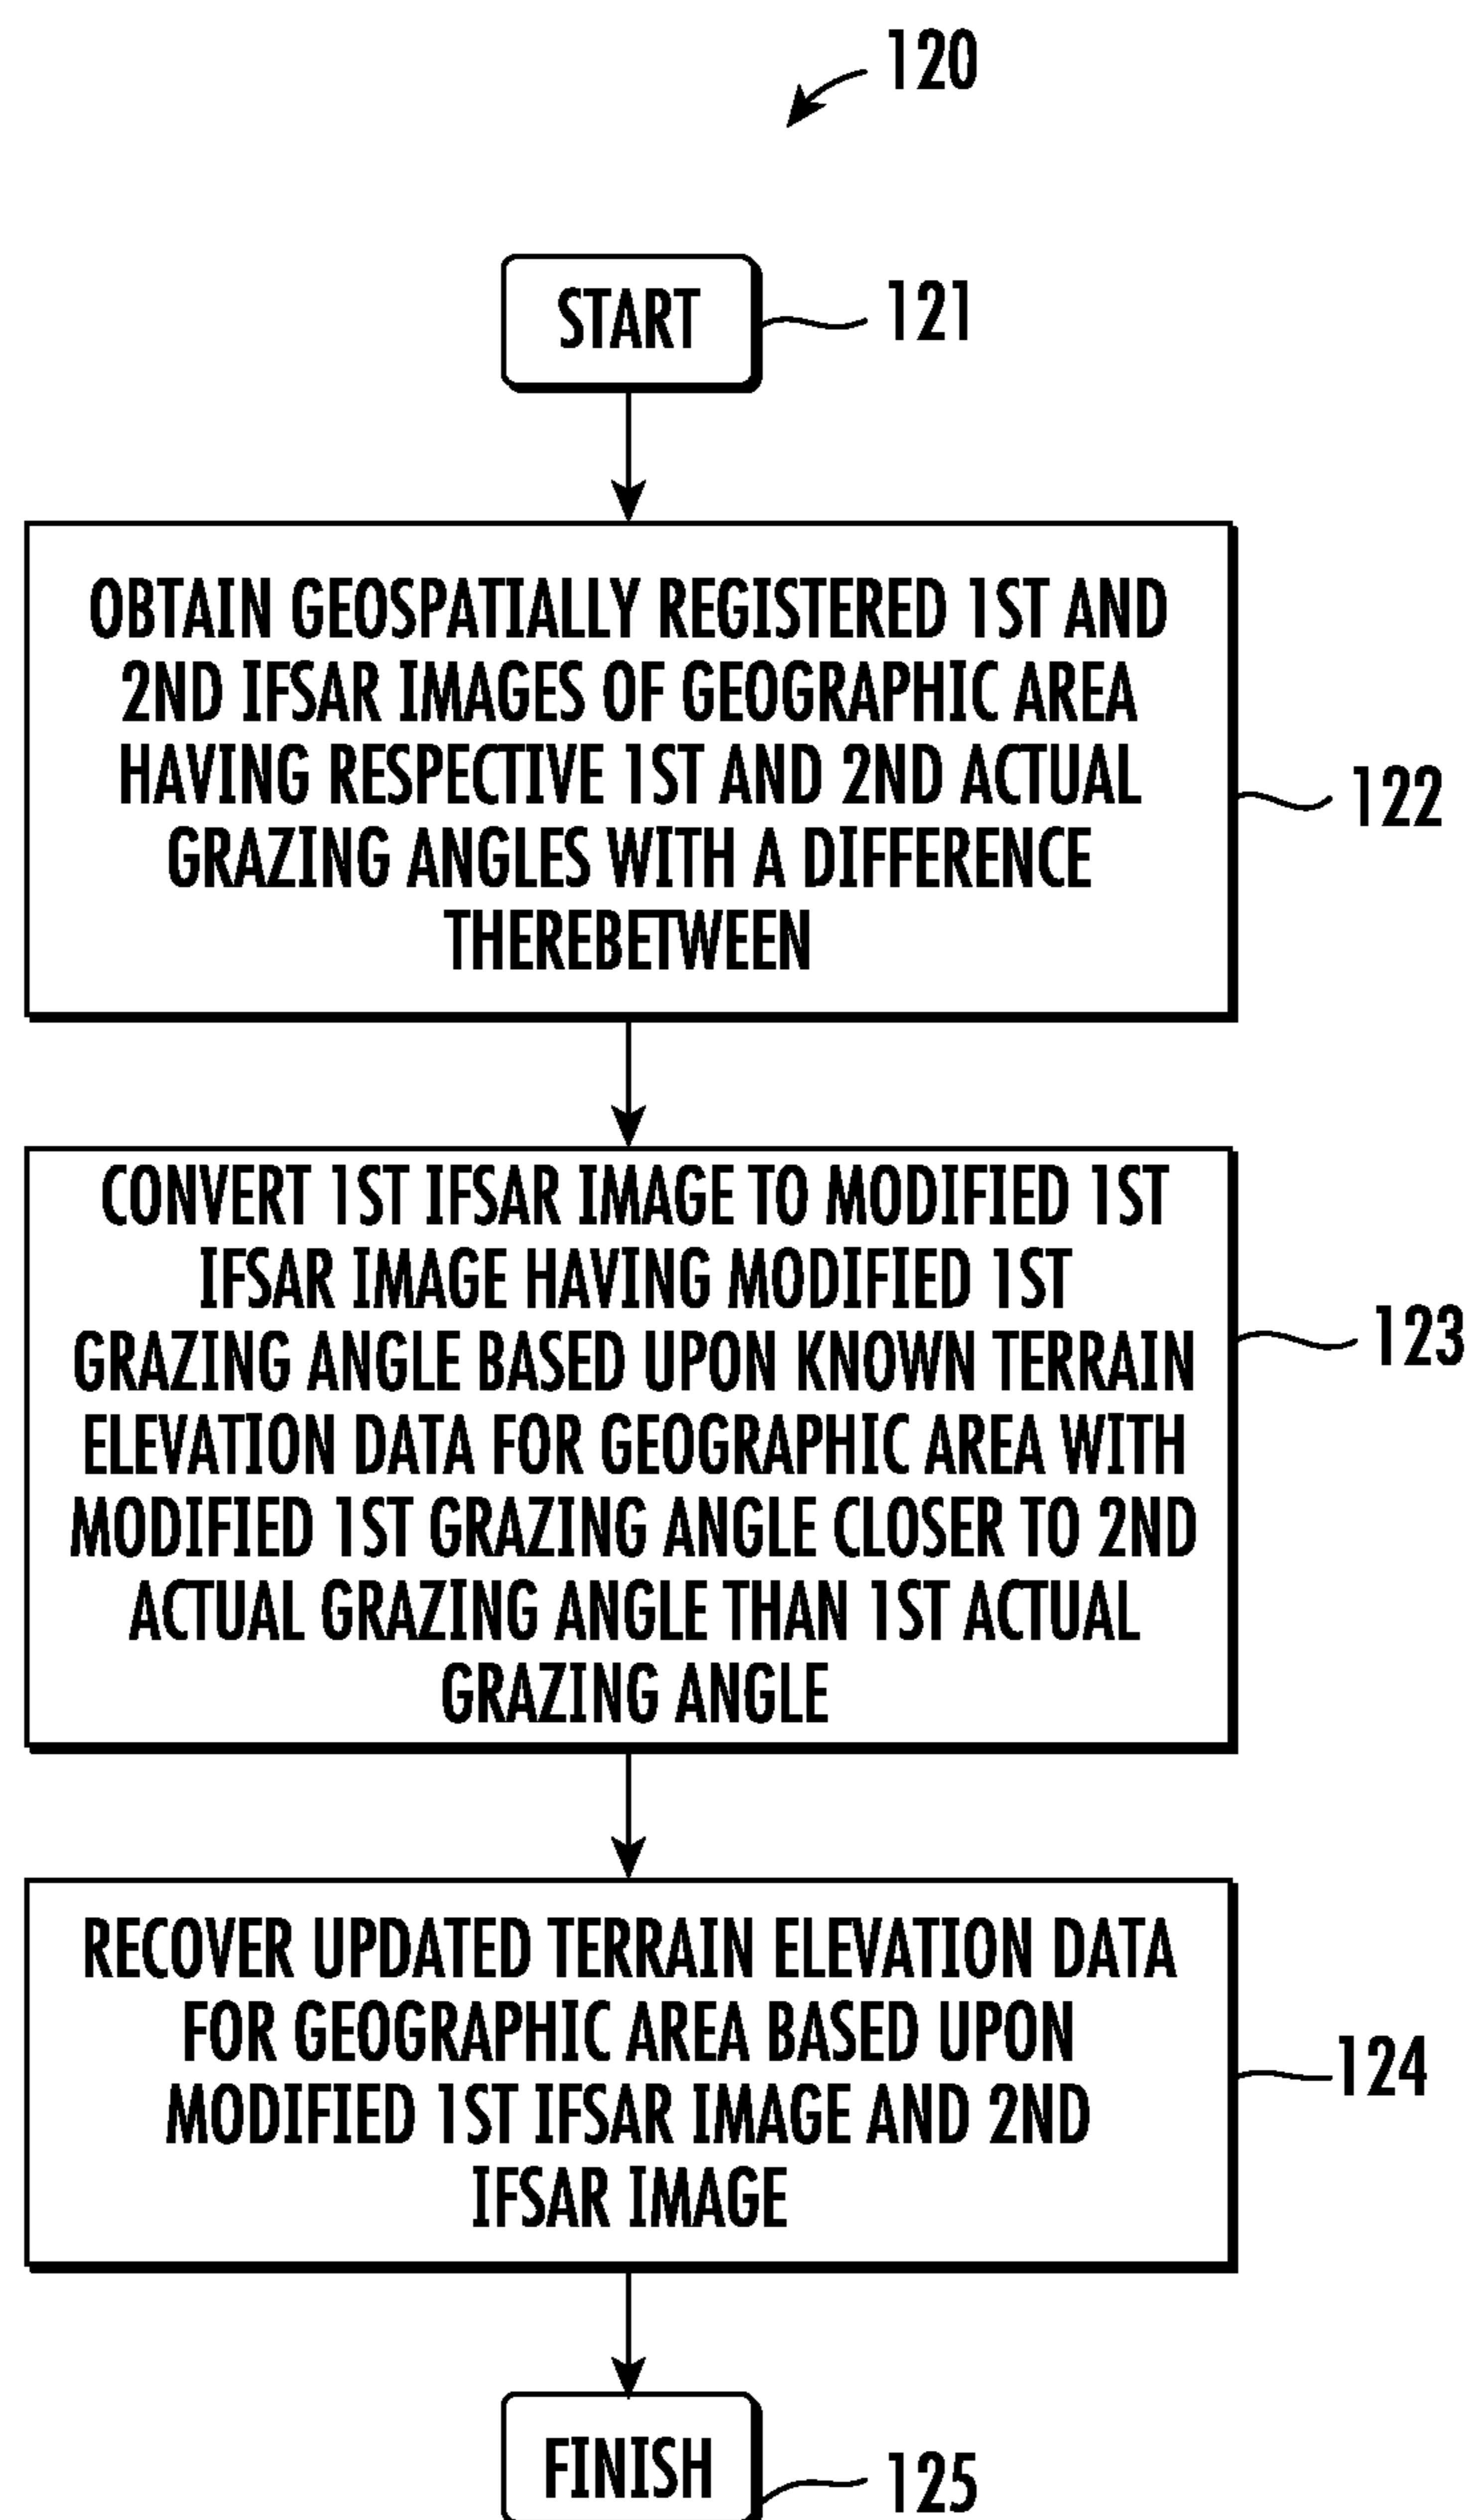 120
START
121
OBTAIN GEOSPATIALLY REGISTERED 1ST AND
2ND IFSAR IMAGES OF GEOGRAPHIC AREA
HAVING RESPECTIVE 1ST AND 2ND ACTUAL
GRAZING ANGLES WITH A DIFFERENCE
THEREBETWEEN
122
CONVERT 1ST IFSAR IMAGE TO MODIFIED 1ST
IFSAR IMAGE HAVING MODIFIED 1ST
GRAZING ANGLE BASED UPON KNOWN TERRAIN
ELEVATION DATA FOR GEOGRAPHIC AREA WITH
MODIFIED 1ST GRAZING ANGLE CLOSER TO 2ND
ACTUAL GRAZING ANGLE THAN 1ST ACTUAL
GRAZING ANGLE
123
RECOVER UPDATED TERRAIN ELEVATION DATA
FOR GEOGRAPHIC AREA BASED UPON
MODIFIED 1ST IFSAR IMAGE AND 2ND
IFSAR IMAGE
124
FINISH
125